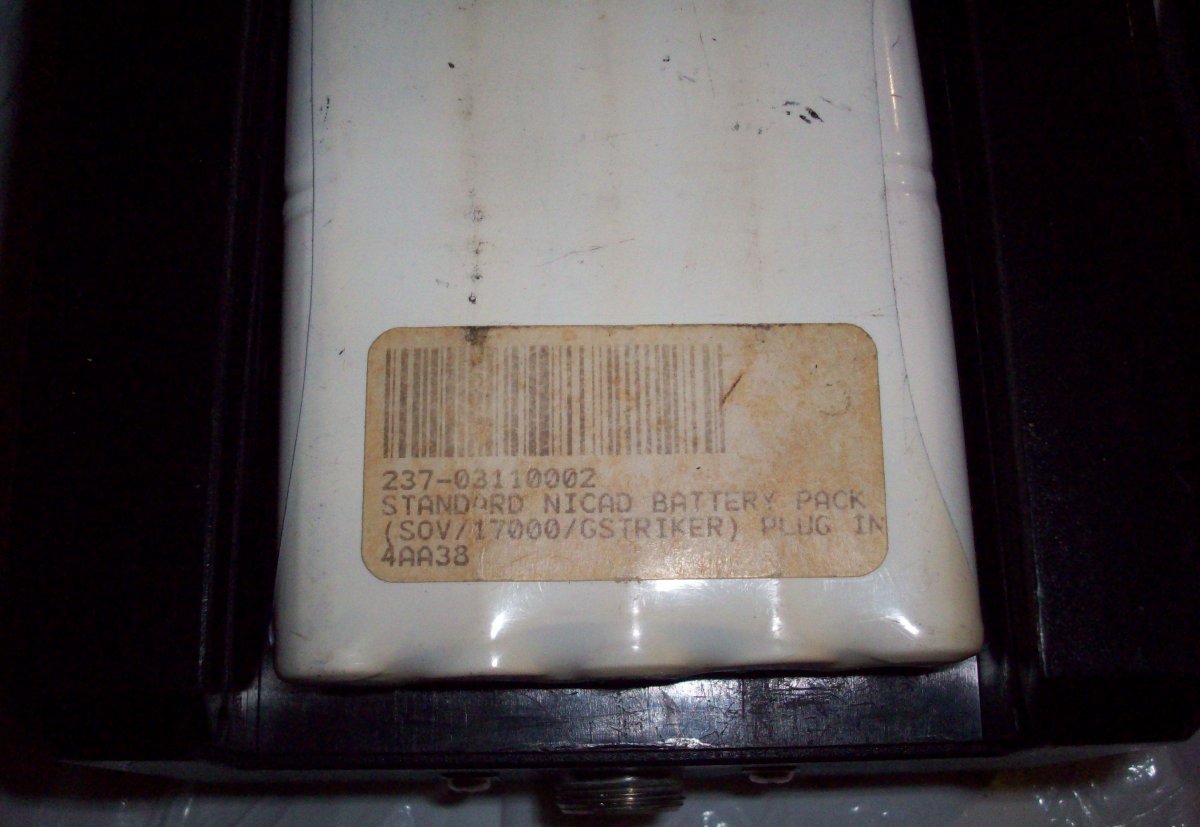 237-03110002
STANDARD NICAD BATTERY PACK
(SOV/17000/GSTRIKER) PLUG IN
4AA38